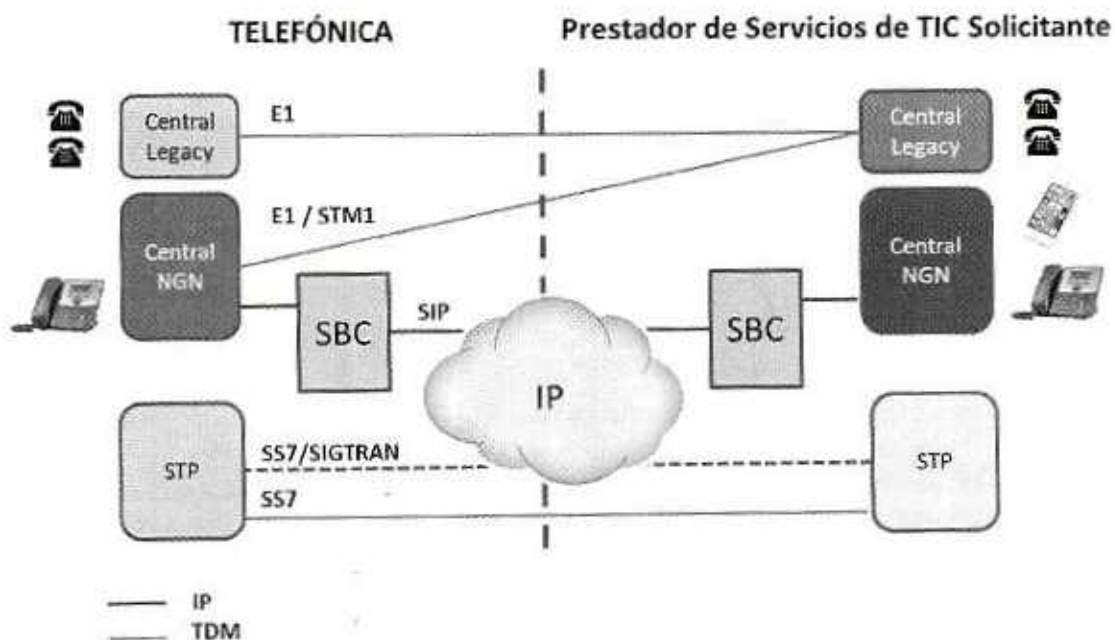 TELEFÓNICA
Prestador de Servicios de TIC Solicitante
E1
Central
Legacy
Central
Legacy
E1 / STM1
Central
NGN
Central
NGN
SBC
SIP
SBC
IP
STP
SS7/SIGTRAN
STP
SS7
IP
TDM